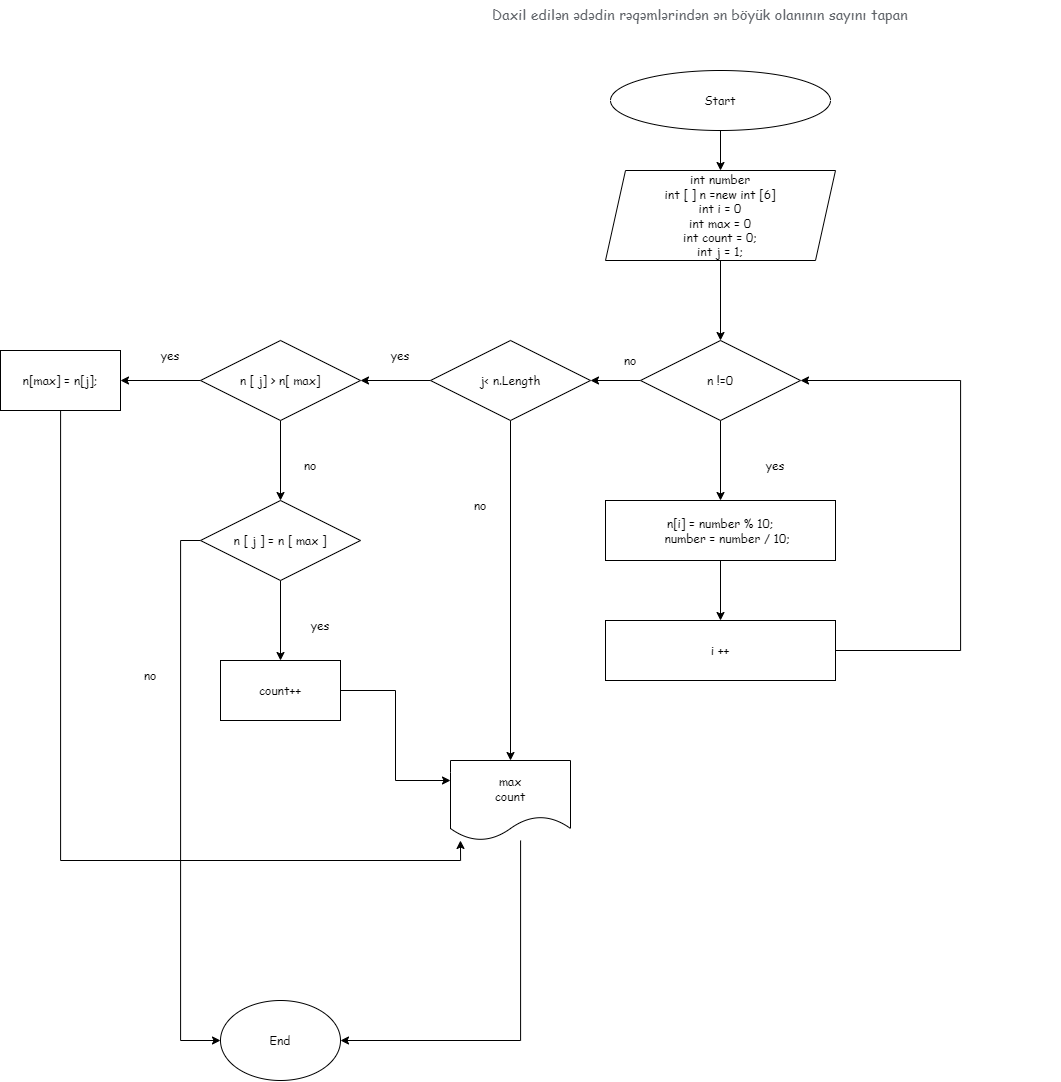 Daxil edilən ədədin rəqəmlərindən ən böyük olanının sayını tapan
Start
int number
int [ ] n =new int [6]
int i = 0
int max = 0
int count = 0;
int j = 1;
n !=0
no
j< n.Length
yes
n [ j] > n[ max]
yes
n[max] = n[j];
no
no
yes
n[i] = number % 10;
number = number / 10;
n [ j ] = n [ max ]
yes
no
i ++
count++
max
count
End